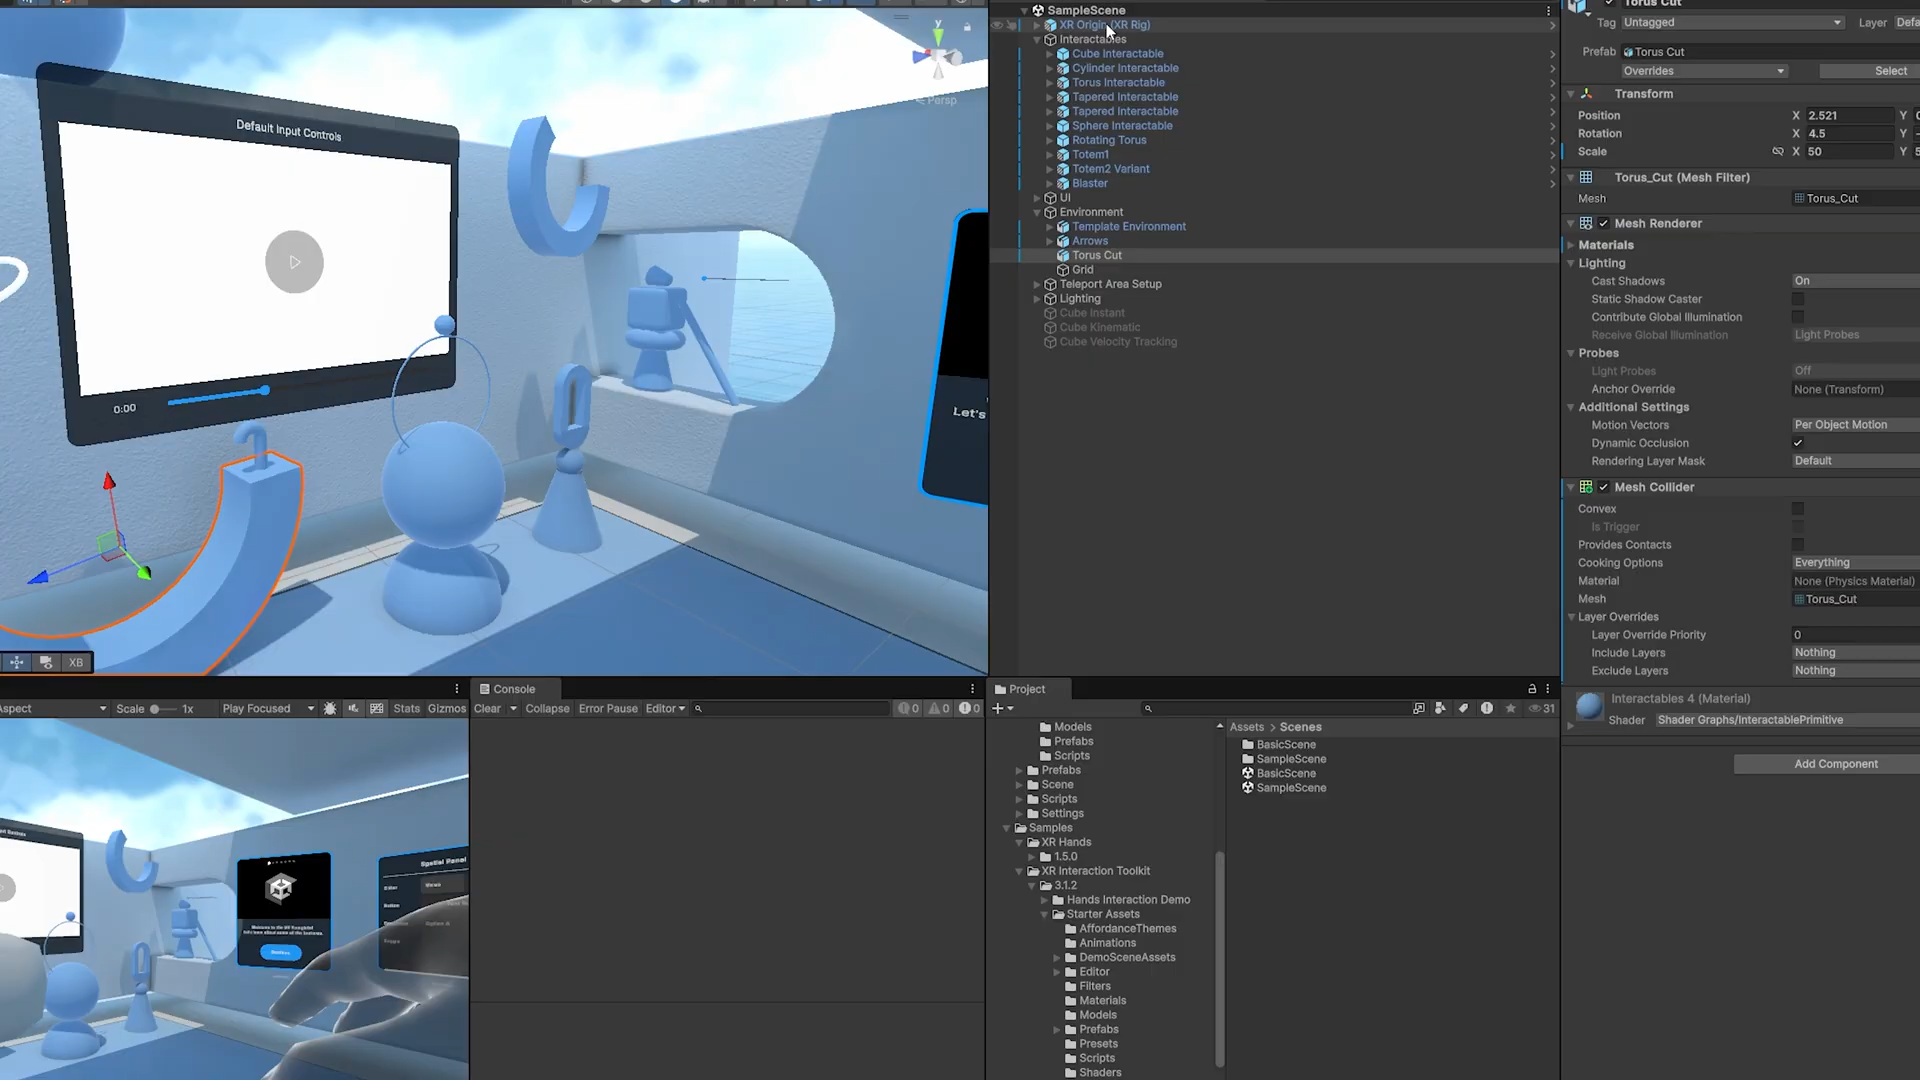 SampleScene
XR Origin (XR Rig)
Interactables
Cube Interactable
Cylinder Interactable
Torus Interactable
Tapered Interactable
Tapered Interactable
Sphere Interactable
Rotating Torus
Totem1
Totem2 Variant
Blaster
UI
Environment
Template Environment
Arrows
Torus Cut
Grid
Teleport Area Setup
Lighting
Cube Instant
Cube Kinematic
Cube Velocity Tracking
y
Persp
Default Input Controls
0:00
Let's
XB
Torus Cut
Tag Untagged Layer Defa
Prefab Torus Cut
Overrides Select
Transform
Position X 2.521 Y
Rotation X 4.5 Y
Scale X 50 Y
Torus_Cut (Mesh Filter)
Mesh Torus_Cut
Mesh Renderer
Materials
Lighting
Cast Shadows On
Static Shadow Caster
Contribute Global Illumination
Receive Global Illumination Light Probes
Probes
Light Probes Off
Anchor Override None (Transform)
Additional Settings
Motion Vectors Per Object Motion
Dynamic Occlusion
Rendering Layer Mask Default
Mesh Collider
Convex
Is Trigger
Provides Contacts
Cooking Options Everything
Material None (Physics Material)
Mesh Torus_Cut
Layer Overrides
Layer Override Priority 0
Include Layers Nothing
Exclude Layers Nothing
Interactables 4 (Material)
Shader Shader Graphs/InteractablePrimitive
Add Component
Aspect Scale 1x Play Focused Stats Gizmos
Spatial Panel
Console
Clear Collapse Error Pause Editor 0 0 0
Project
31
Models
Prefabs
Scripts
Prefabs
Scene
Scripts
Settings
Samples
XR Hands
1.5.0
XR Interaction Toolkit
3.1.2
Hands Interaction Demo
Starter Assets
AffordanceThemes
Animations
DemoSceneAssets
Editor
Filters
Materials
Models
Prefabs
Presets
Scripts
Shaders
Assets > Scenes
BasicScene
SampleScene
BasicScene
SampleScene